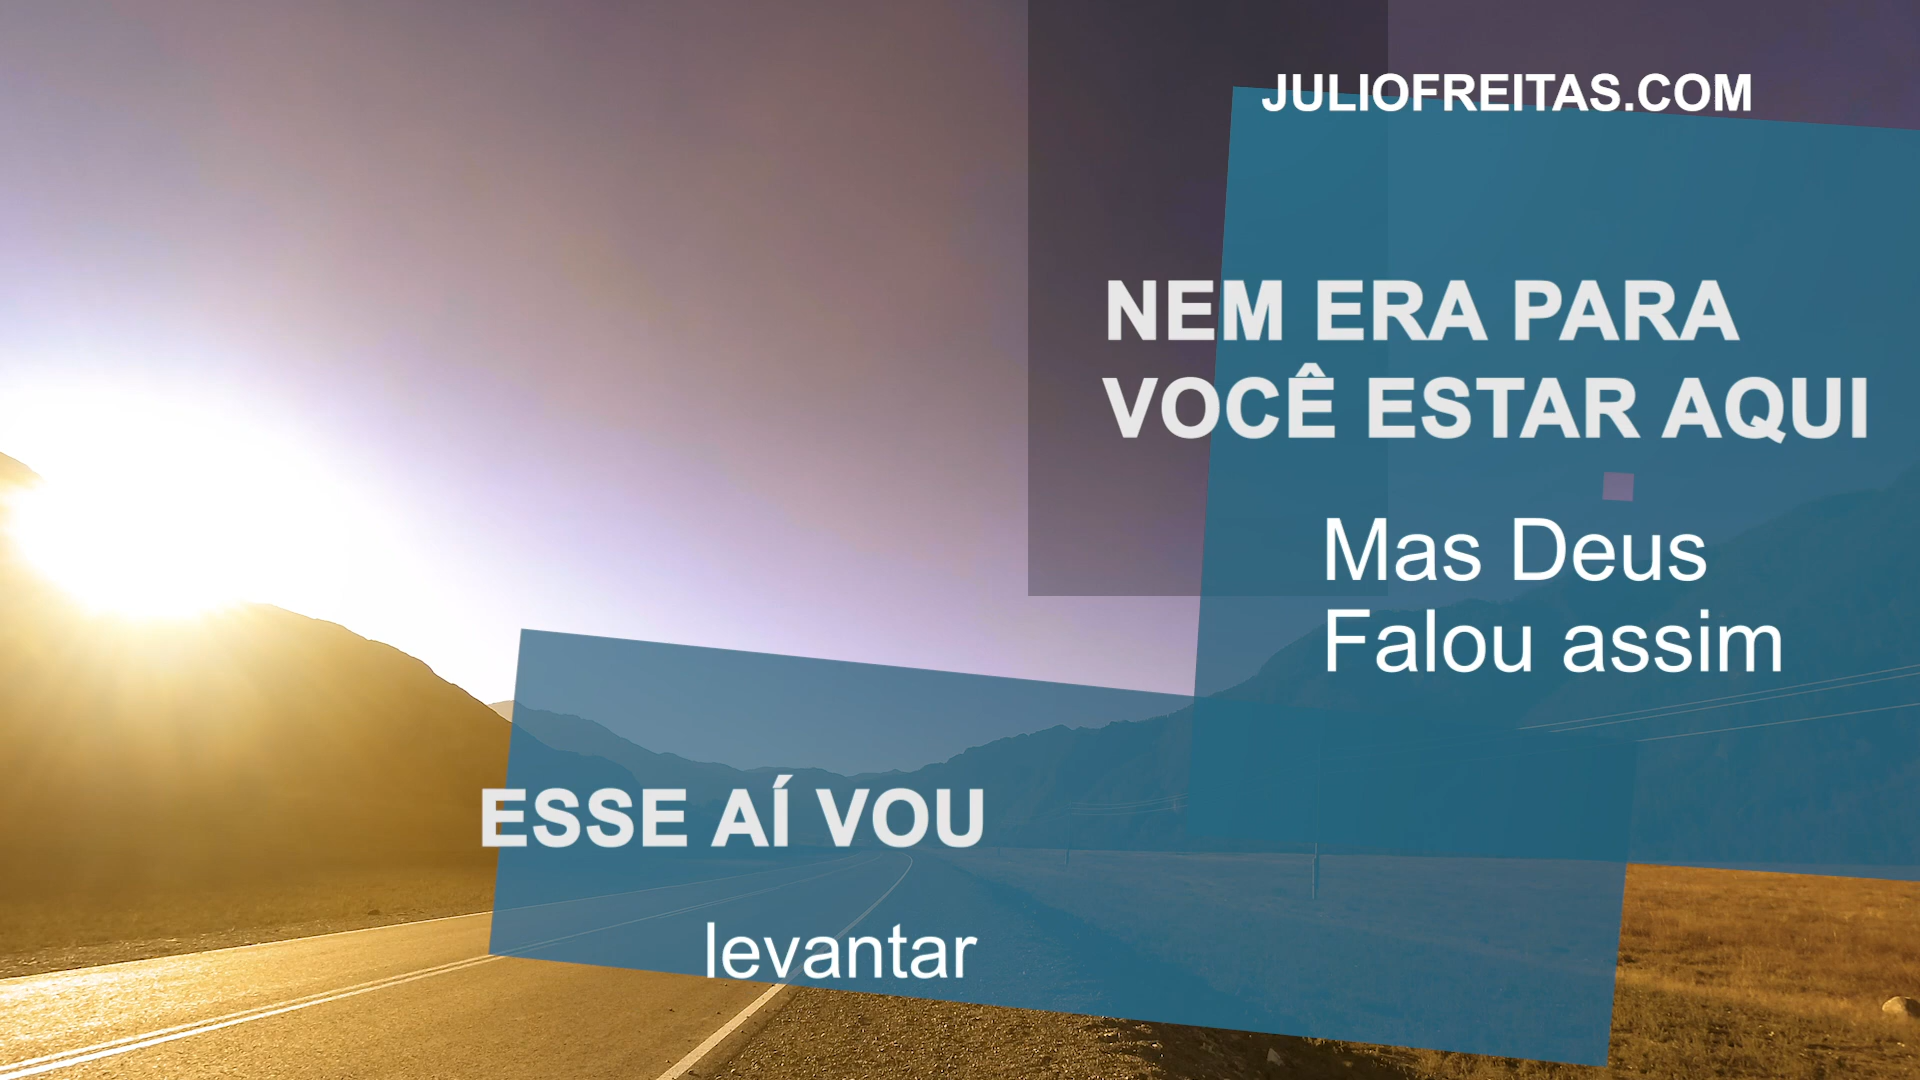 JULIOFREITAS.COM
NEM ERA PARA
VOCÊ ESTAR AQUI
Mas Deus
Falou assim
ESSE AÍ VOU
levantar